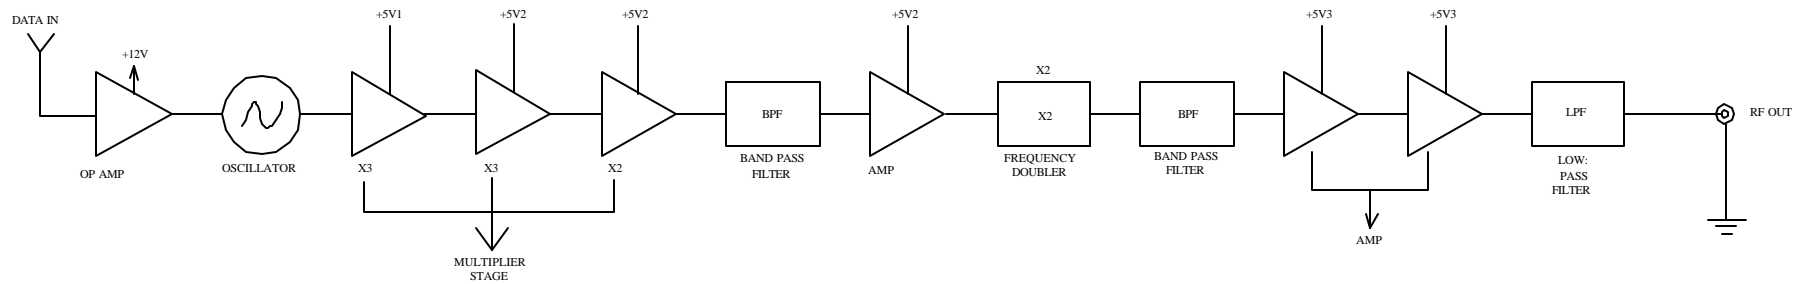 DATA IN
+12V
+5V1
+5V2
+5V2
+5V2
+5V3
+5V3
X2
BPF
X2
BPF
LPF
RF OUT
OP AMP
OSCILLATOR
X3
X3
X2
BAND PASS
FILTER
AMP
FREQUENCY
DOUBLER
BAND PASS
FILTER
LOW:
PASS
FILTER
MULTIPLIER
STAGE
AMP